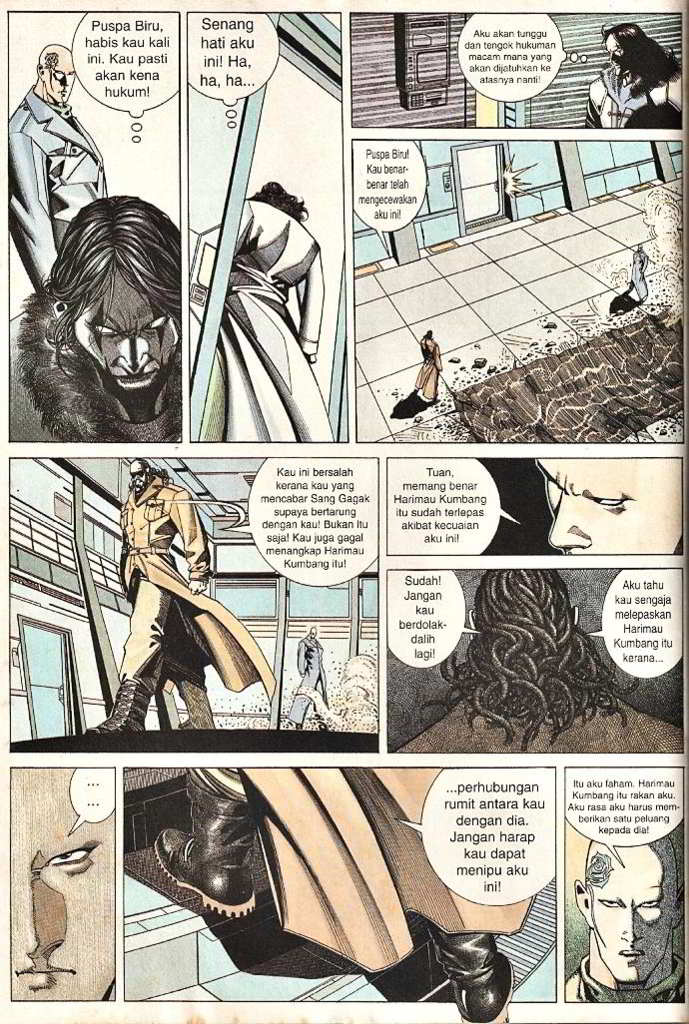 Puspa Biru,
habis kau kali
ini. Kau pasti
akan kena
hukum!
Senang
hati aku
ini! Ha,
ha, ha...
Aku akan tunggu
dan tengok hukuman
macam mana yang
akan dijatuhkan ke
atasnya nanti!
Puspa Biru!
Kau benar-
benar telah
mengecewakan
aku ini!
Kau ini bersalah
kerana kau yang
mencabar Sang Gagak
supaya bertarung
dengan kau! Bukan Itu
saja! Kau juga gagal
menangkap Harimau
Kumbang itu!
Tuan,
memang benar
Harimau Kumbang
itu sudah terlepas
akibat kecuaian
aku ini!
Sudah!
Jangan
kau
berdolak-
dalih
lagi!
Aku tahu
kau sengaja
melepaskan
Harimau
Kumbang itu
kerana...
...
...
...perhubungan
rumit antara kau
dengan dia.
Jangan harap
kau dapat
menipu aku
ini!
Itu aku faham. Harimau
Kumbang itu rakan aku.
Aku rasa aku harus mem-
berikan satu peluang
kepada dia!